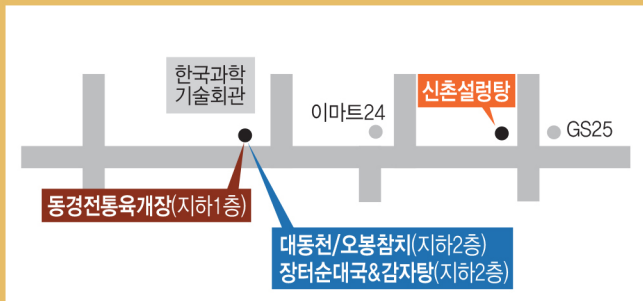 한국과학
기술회관
이마트24
신촌설렁탕
GS25
동경전통육개장(지하1층)
대동천/오봉참치(지하2층)
장터순대국&감자탕(지하2층)